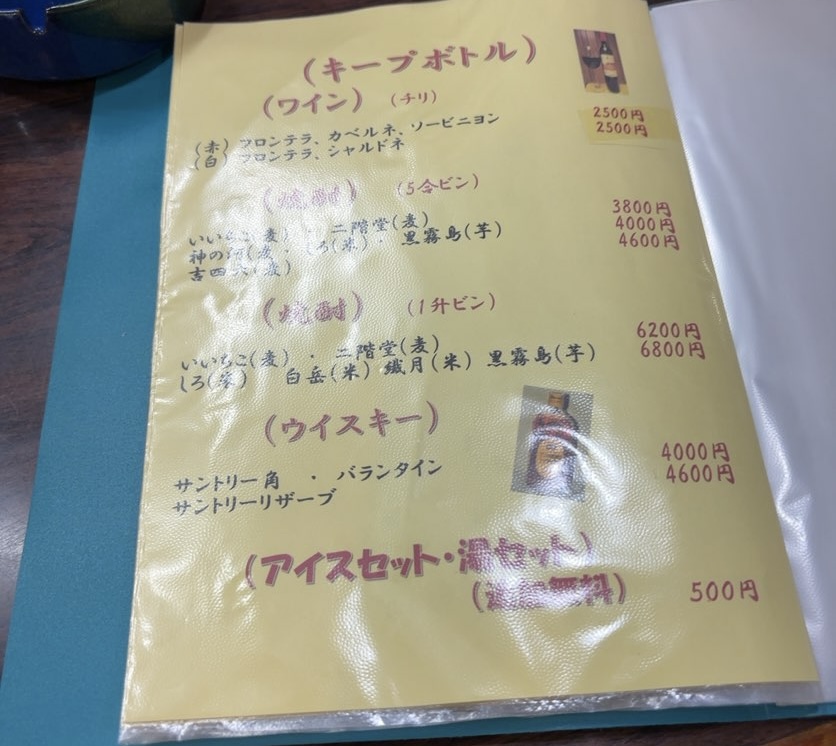 (キープボトル)
(ワイン) (チリ)
(赤) フロンテラ、カベルネ、ソービニヨン 2500円
(白) フロンテラ、シャルドネ 2500円
(焼酎) (5合ビン)
いいちこ(麦) ・ 二階堂(麦) 3800円
神の河(麦・ しろ(米)・ 黒霧島(芋) 4000円
吉四六(麦) 4600円
(焼酎) (1升ビン)
いいちこ(麦) ・ 二階堂(麦) 6200円
しろ(米) 白岳(米) 繊月(米) 黒霧島(芋) 6800円
(ウイスキー)
サントリー角 ・ バランタイン 4000円
サントリーリザーブ 4600円
(アイスセット・湯セット)
(追加無料) 500円